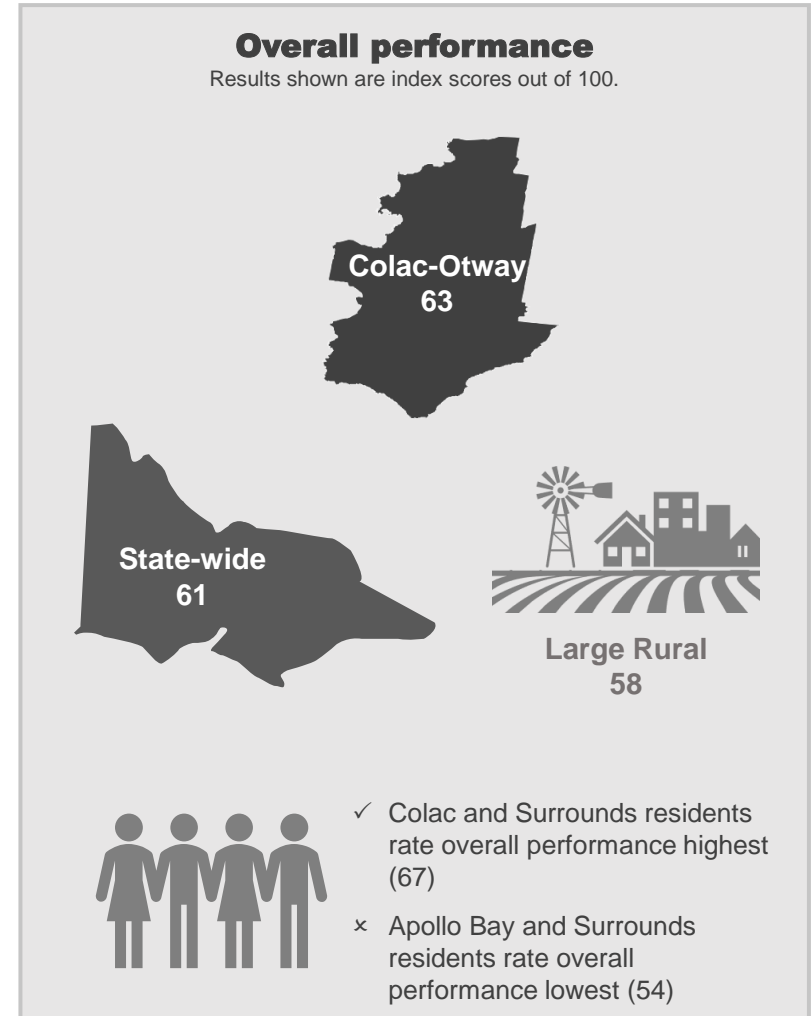 Overall performance
Results shown are index scores out of 100.
Colac-Otway
63
State-wide
61
Large Rural
58
✓ Colac and Surrounds residents
rate overall performance highest
(67)
× Apollo Bay and Surrounds
residents rate overall
performance lowest (54)